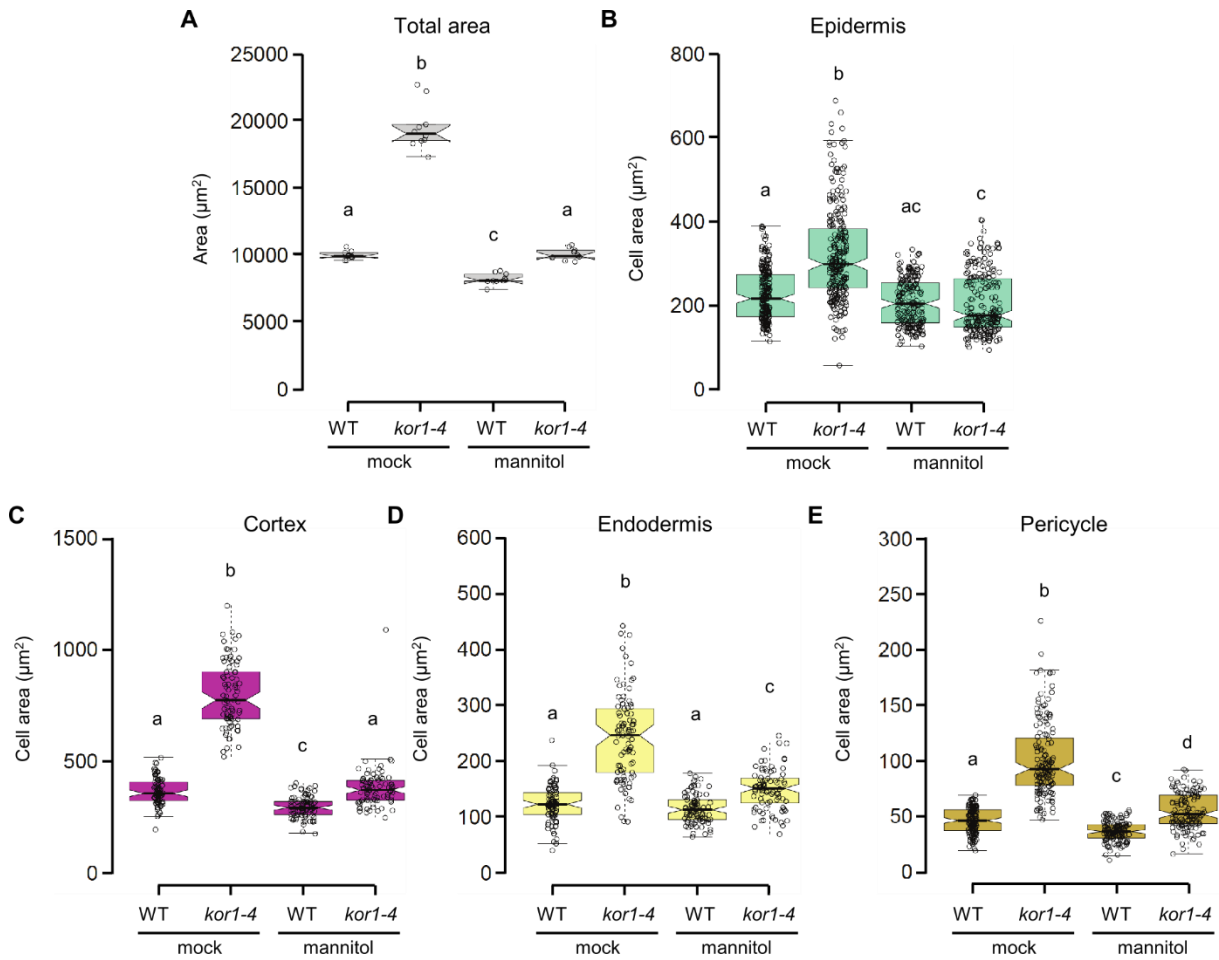 A
Total area
25000
20000
15000
10000
5000
0
Area (µm²)
a
b
c
a
WT
kor1-4
WT
kor1-4
mock
mannitol
B
Epidermis
800
600
400
200
0
Cell area (µm²)
a
b
ac
c
WT
kor1-4
WT
kor1-4
mock
mannitol
C
Cortex
1500
1000
500
0
Cell area (µm²)
a
b
c
a
WT
kor1-4
WT
kor1-4
mock
mannitol
D
Endodermis
600
500
400
300
200
100
0
Cell area (µm²)
a
b
a
c
WT
kor1-4
WT
kor1-4
mock
mannitol
E
Pericycle
300
250
200
150
100
50
0
Cell area (µm²)
a
b
c
d
WT
kor1-4
WT
kor1-4
mock
mannitol